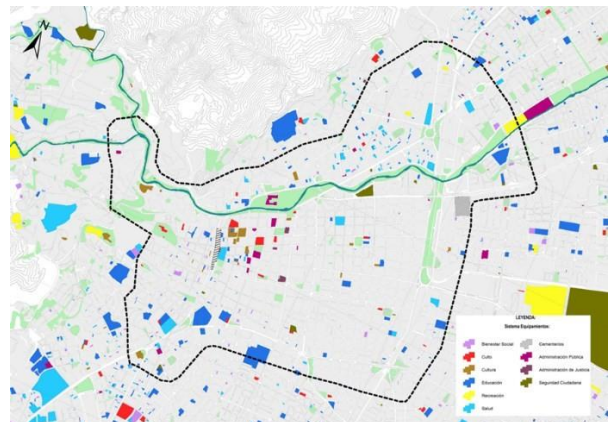 N
LEYENDA:
Sistema Equipamientos:
Bienestar Social
Culto
Cultura
Educación
Recreación
Salud
Cementerios
Administración Pública
Administración de Justicia
Seguridad Ciudadana